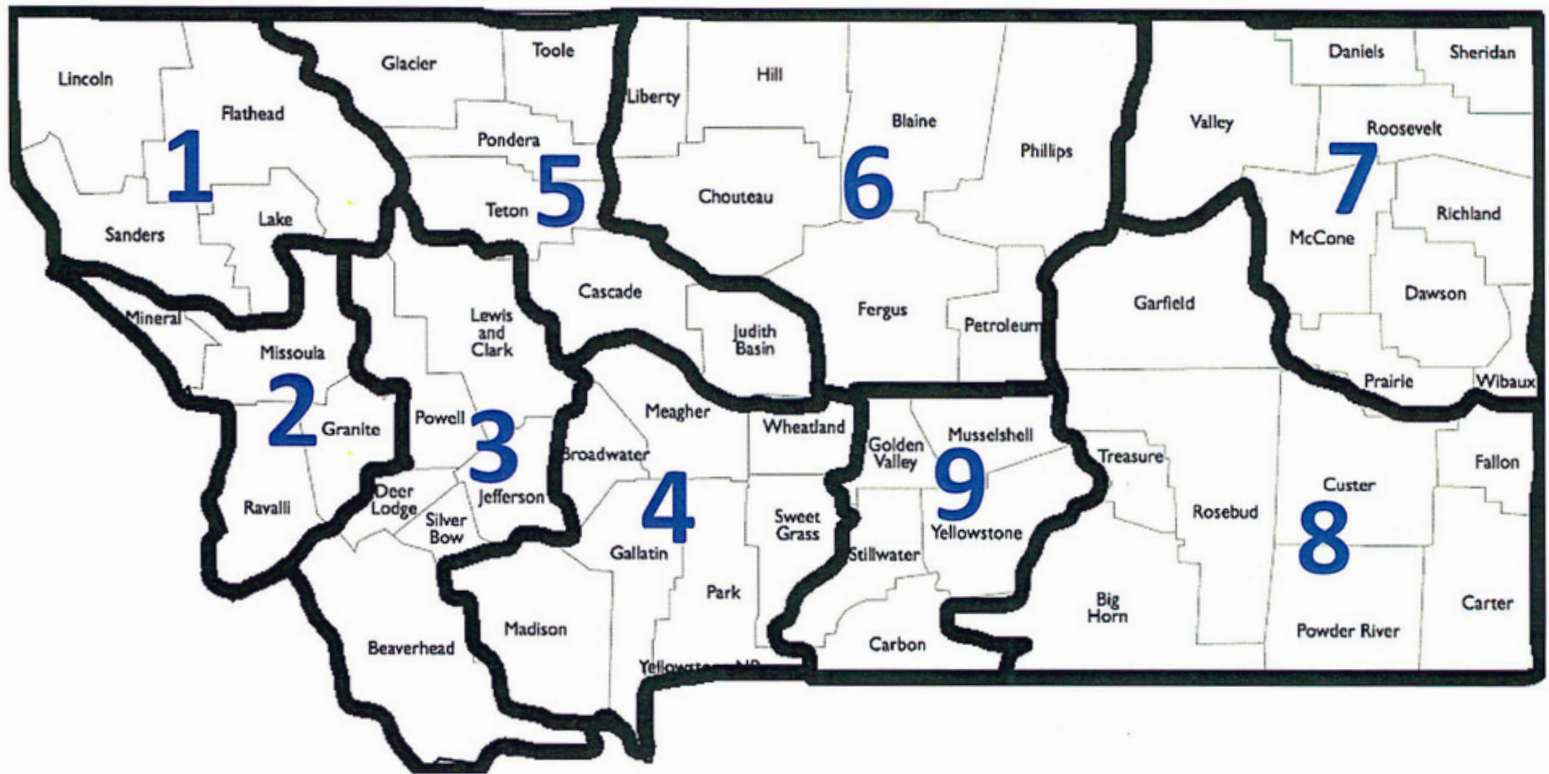 Lincoln
Flathead
1
Sanders
Lake
Glacier
Toole
Pondera
5
Teton
Cascade
Judith
Basin
Liberty
Hill
Blaine
Phillips
6
Chouteau
Fergus
Petroleum
Valley
Daniels
Sheridan
Roosevelt
7
McCone
Richland
Dawson
Prairie
Wibaux
Mineral
Missoula
2
Granite
Ravalli
Lewis
and
Clark
Powell
3
Deer
Lodge
Silver
Bow
Jefferson
Beaverhead
Meagher
Wheatland
Broadwater
4
Gallatin
Sweet
Grass
Park
Madison
Golden
Valley
Musselshell
9
Yellowstone
Stillwater
Carbon
Garfield
Treasure
Rosebud
Custer
Fallon
8
Big
Horn
Powder River
Carter